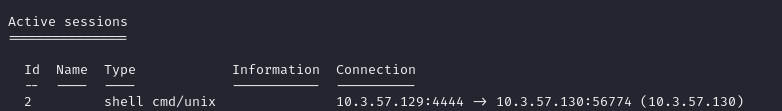 Active sessions
===============
Id  Name  Type            Information  Connection
--  ----  ----            -----------  ----------
2         shell cmd/unix               10.3.57.129:4444 -> 10.3.57.130:56774 (10.3.57.130)